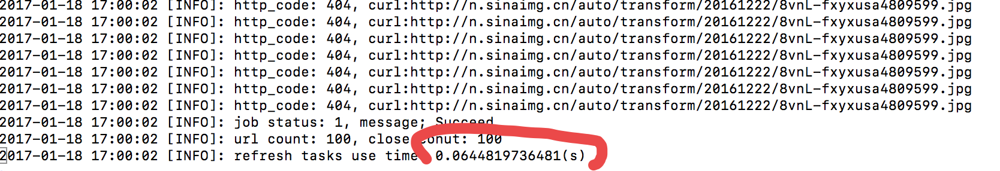 2017-01-18 17:00:02 [INFO]: http_code: 404, curl:http://n.sinaimg.cn/auto/transform/20161222/8vnL-fxyxusa4809599.jpg
2017-01-18 17:00:02 [INFO]: http_code: 404, curl:http://n.sinaimg.cn/auto/transform/20161222/8vnL-fxyxusa4809599.jpg
2017-01-18 17:00:02 [INFO]: http_code: 404, curl:http://n.sinaimg.cn/auto/transform/20161222/8vnL-fxyxusa4809599.jpg
2017-01-18 17:00:02 [INFO]: http_code: 404, curl:http://n.sinaimg.cn/auto/transform/20161222/8vnL-fxyxusa4809599.jpg
2017-01-18 17:00:02 [INFO]: http_code: 404, curl:http://n.sinaimg.cn/auto/transform/20161222/8vnL-fxyxusa4809599.jpg
2017-01-18 17:00:02 [INFO]: http_code: 404, curl:http://n.sinaimg.cn/auto/transform/20161222/8vnL-fxyxusa4809599.jpg
2017-01-18 17:00:02 [INFO]: http_code: 404, curl:http://n.sinaimg.cn/auto/transform/20161222/8vnL-fxyxusa4809599.jpg
2017-01-18 17:00:02 [INFO]: job status: 1, message; Succeed
2017-01-18 17:00:02 [INFO]: url count: 100, close conut: 100
2017-01-18 17:00:02 [INFO]: refresh tasks use time 0.0644819736481(s)